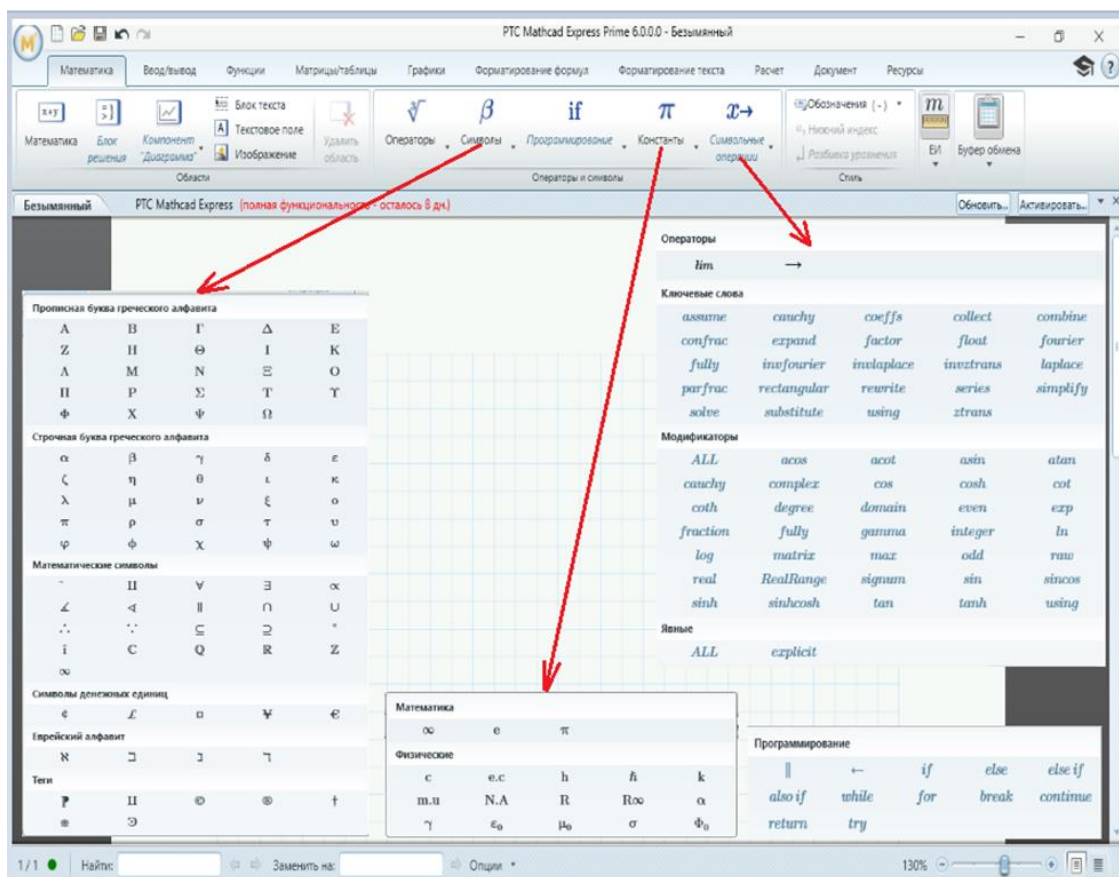 PTC Mathcad Express Prime 6.0.0.0 - Безымянный
Математика Ввод/вывод Функции Матрицы/таблицы Графики Форматирование формул Форматирование текста Расчет Документ Ресурсы
Математика
Блок решения
Компонент "Диаграмма"
Блок текста
Текстовое поле
Изображение
Удалить область
Области
Операторы Символы Программирование Константы Символьные операции
Операторы и символы
Обозначения (-)
Нижний индекс
Разбивка уравнения
Стиль
ЕИ
Буфер обмена
Безымянный PTC Mathcad Express (полная функциональность - осталось 8 дн.) Обновить... Активировать...
Прописная буква греческого алфавита
Α Β Γ Δ Ε
Ζ Η Θ Ι Κ
Λ Μ Ν Ξ Ο
Π Ρ Σ Τ ϒ
Φ Χ Ψ Ω
Строчная буква греческого алфавита
α β γ δ ε
ζ η θ ι κ
λ μ ν ξ ο
π ρ σ τ υ
φ ϕ χ ψ ω
Математические символы
∀ ∃ ∝
∡ ∢ ∥ ∩ ∪
∴ ∵ ⊆ ⊇
C Q ℝ Z
∞
Символы денежных единиц
¢ £ ¤ ¥ €
Еврейский алфавит
א ב ג ד
Теги
© ® †
Математика
∞ e π
Физические
c e.c h ħ k
m.u N.A R R∞ α
γ ε₀ μ₀ σ Φ₀
Операторы
lim →
Ключевые слова
assume cauchy coeffs collect combine
confrac expand factor float fourier
fully invfourier invlaplace invztrans laplace
parfrac rectangular rewrite series simplify
solve substitute using ztrans
Модификаторы
ALL acos acot asin atan
cauchy complex cos cosh cot
coth degree domain even exp
fraction fully gamma integer ln
log matrix max odd raw
real RealRange signum sin sincos
sinh sinhcosh tan tanh using
Явные
ALL explicit
Программирование
‖ ← if else else if
also if while for break continue
return try
1 / 1 Найти: Заменить на: Опции 130%